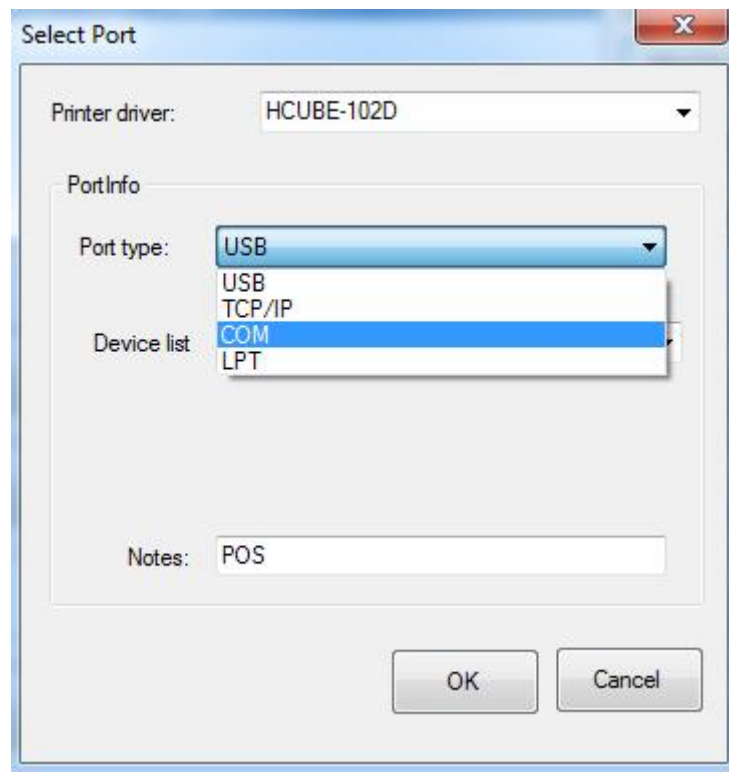 Select Port
Printer driver: HCUBE-102D
PortInfo
Port type: USB
USB
TCP/IP
COM
Device list
LPT
Notes: POS
OK Cancel